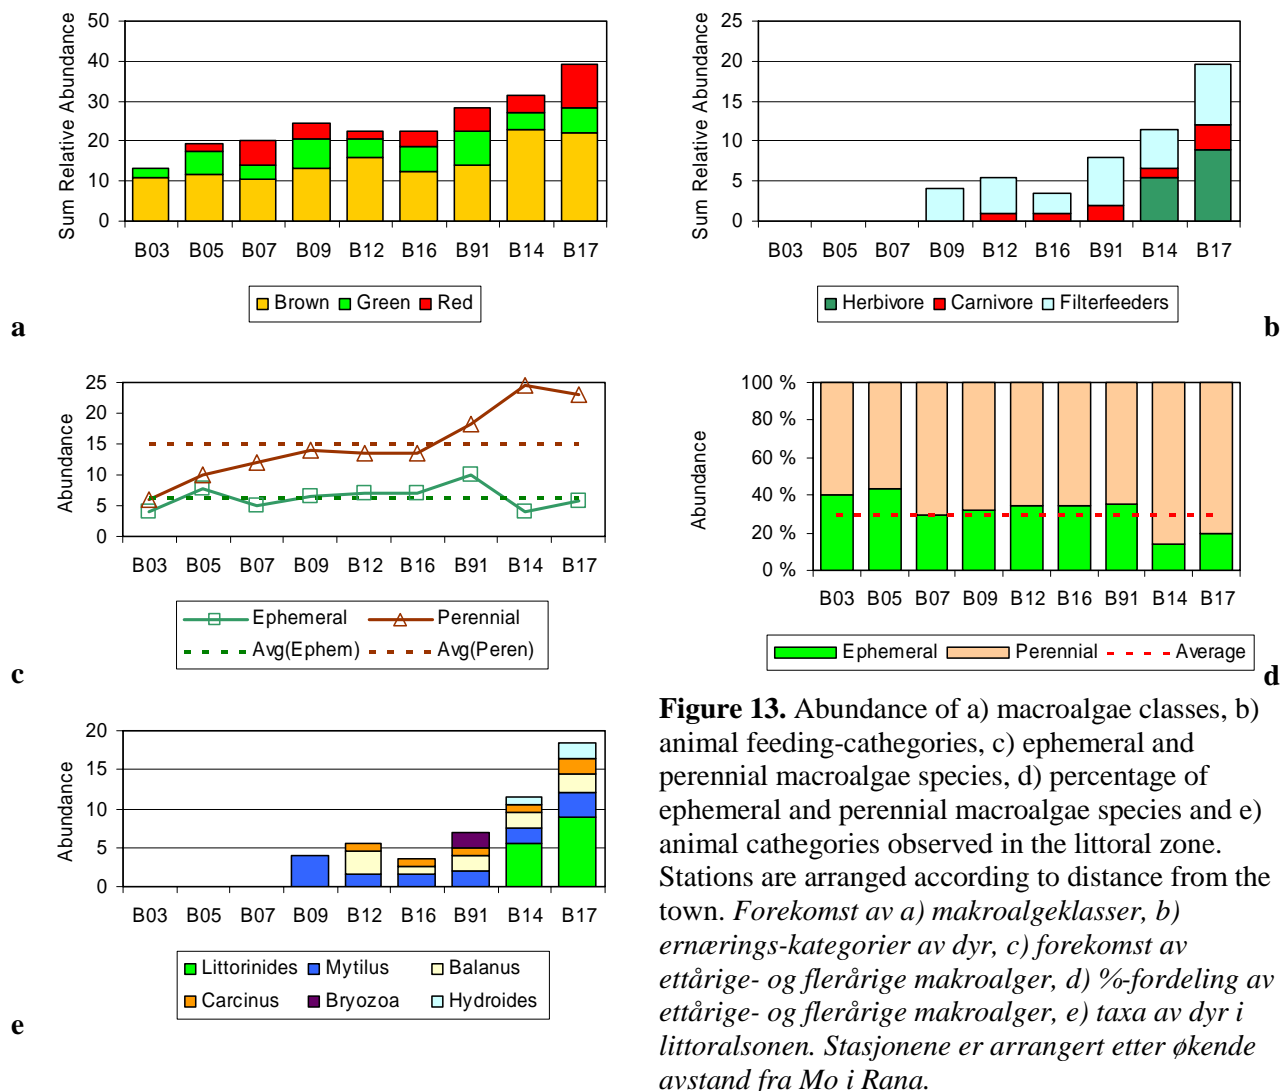 50
40
30
20
10
0
Sum Relative Abundance
B03 B05 B07 B09 B12 B16 B91 B14 B17
Brown Green Red
a
25
20
15
10
5
0
Sum Relative Abundance
B03 B05 B07 B09 B12 B16 B91 B14 B17
Herbivore Carnivore Filterfeeders
b
25
20
15
10
5
0
Abundance
B03 B05 B07 B09 B12 B16 B91 B14 B17
Ephemeral Perennial
Avg(Ephem) Avg(Peren)
c
100 %
80 %
60 %
40 %
20 %
0 %
Abundance
B03 B05 B07 B09 B12 B16 B91 B14 B17
Ephemeral Perennial Average
d
20
15
10
5
0
Abundance
B03 B05 B07 B09 B12 B16 B91 B14 B17
Littorinides Mytilus Balanus
Carcinus Bryozoa Hydroides
e
Figure 13. Abundance of a) macroalgae classes, b)
animal feeding-cathegories, c) ephemeral and
perennial macroalgae species, d) percentage of
ephemeral and perennial macroalgae species and e)
animal cathegories observed in the littoral zone.
Stations are arranged according to distance from the
town. Forekomst av a) makroalgeklasser, b)
ernærings-kategorier av dyr, c) forekomst av
ettårige- og flerårige makroalger, d) %-fordeling av
ettårige- og flerårige makroalger, e) taxa av dyr i
littoralsonen. Stasjonene er arrangert etter økende
avstand fra Mo i Rana.